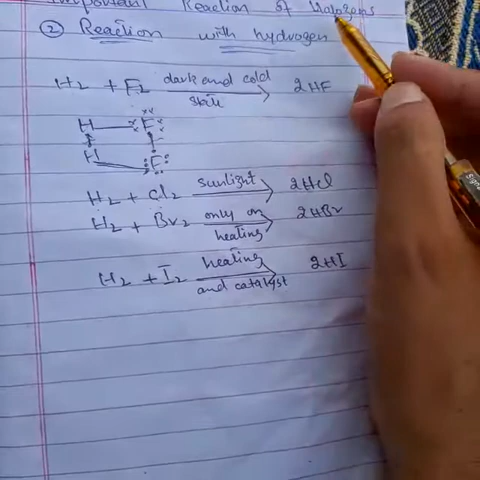 Important Reaction of Halogens
② Reaction with hydrogen
H2 + F2 dark and cold state → 2HF
H — F
H — F
H2 + Cl2 sunlight → 2HCl
H2 + Br2 only on heating → 2HBr
H2 + I2 heating and catalyst → 2HI